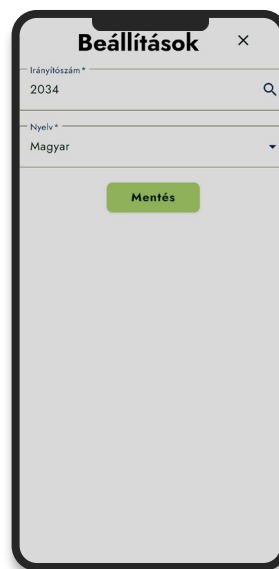 Beállítások
Irányítószám *
2034
Nyelv *
Magyar
Mentés